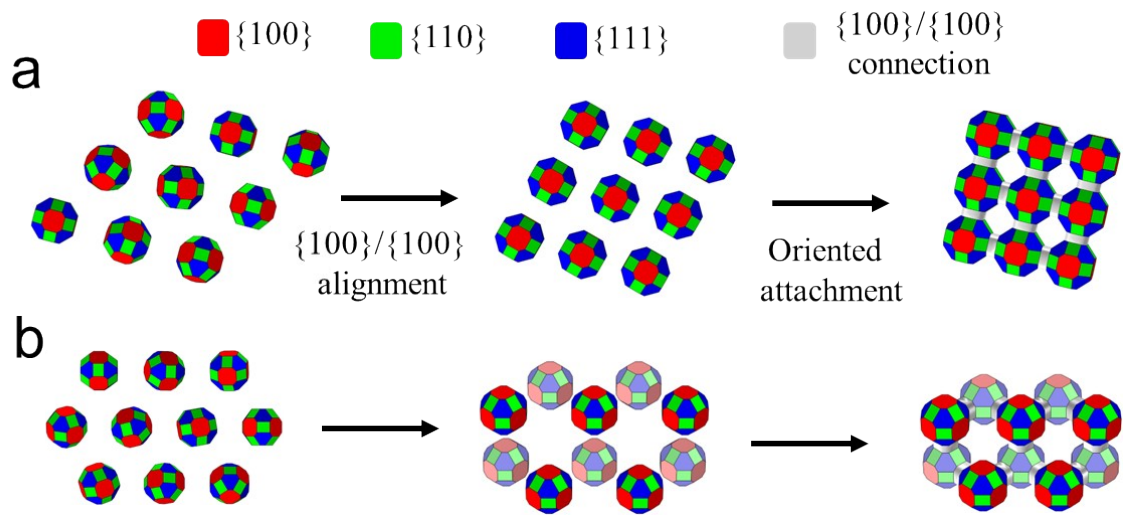 {100}
{110}
{111}
{100}/{100}
connection
a
{100}/{100}
alignment
Oriented
attachment
b